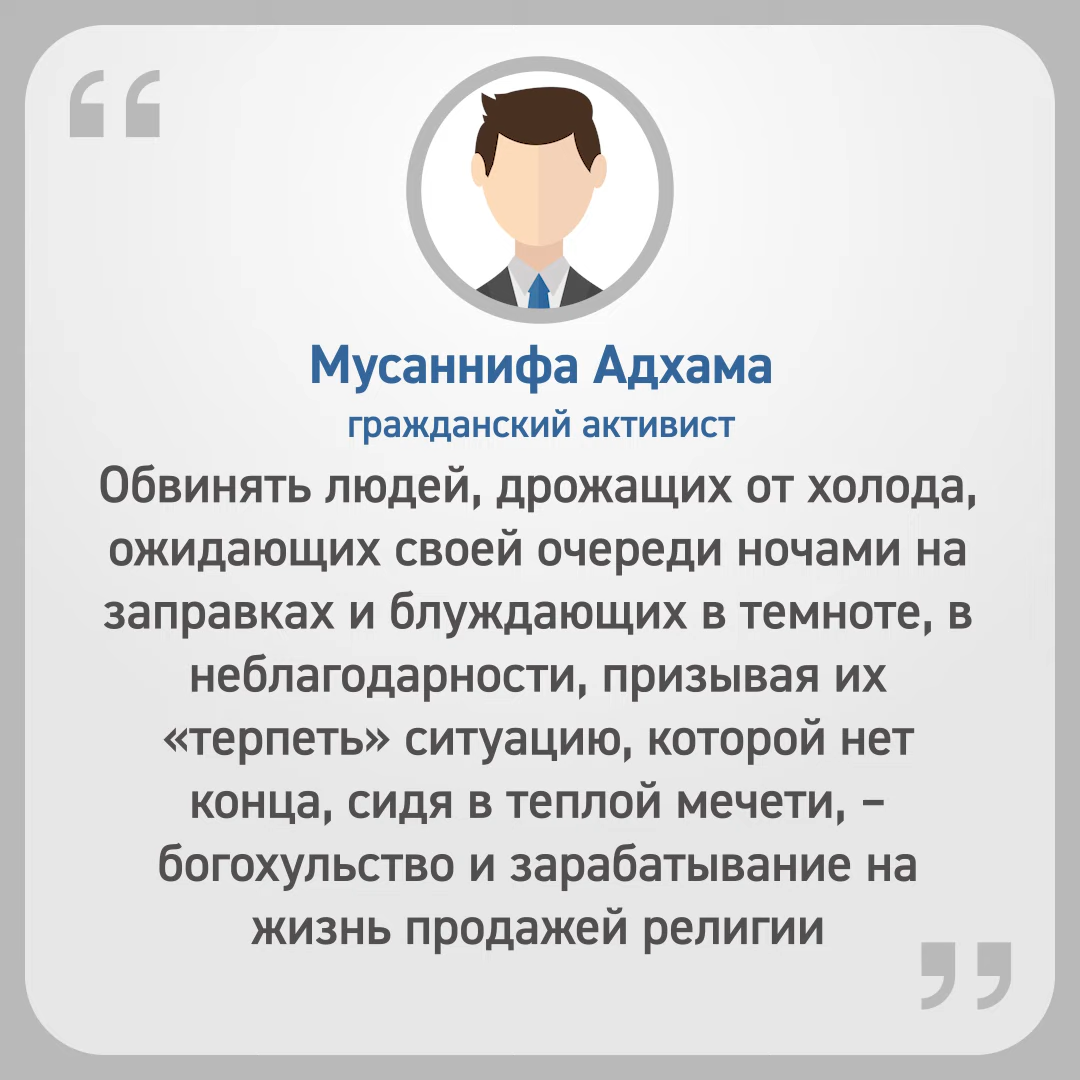 Мусаннифа Адхама
гражданский активист
Обвинять людей, дрожащих от холода,
ожидающих своей очереди ночами на
заправках и блуждающих в темноте, в
неблагодарности, призывая их
«терпеть» ситуацию, которой нет
конца, сидя в теплой мечети, –
богохульство и зарабатывание на
жизнь продажей религии